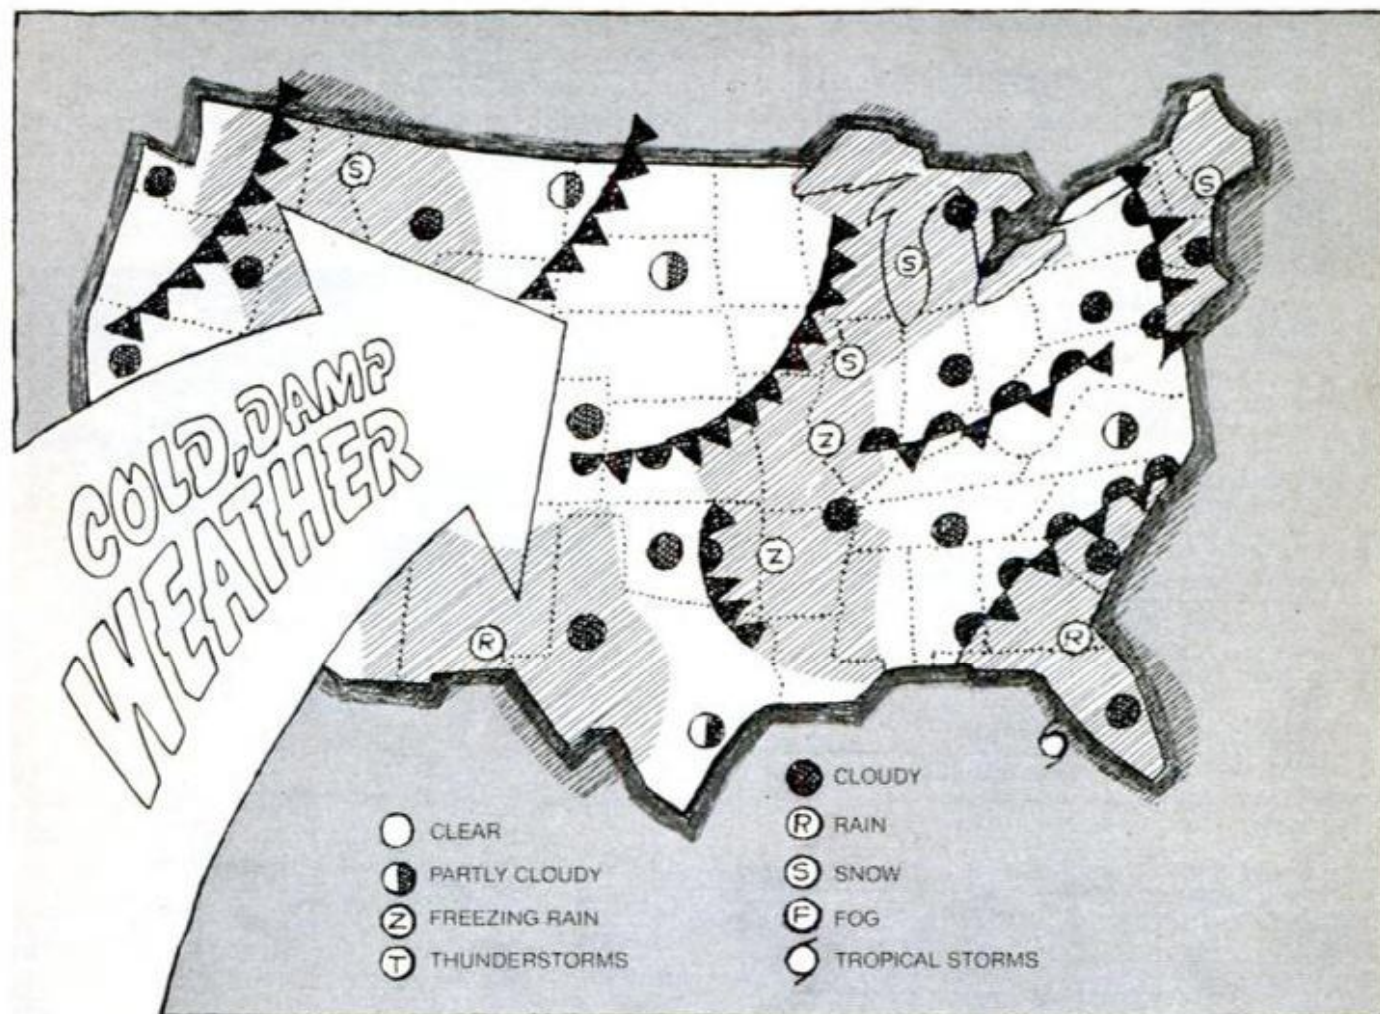 COLD, DAMP
WEATHER
S
S
S
S
Z
Z
R
R
CLEAR
PARTLY CLOUDY
Z FREEZING RAIN
T THUNDERSTORMS
CLOUDY
R RAIN
S SNOW
F FOG
TROPICAL STORMS